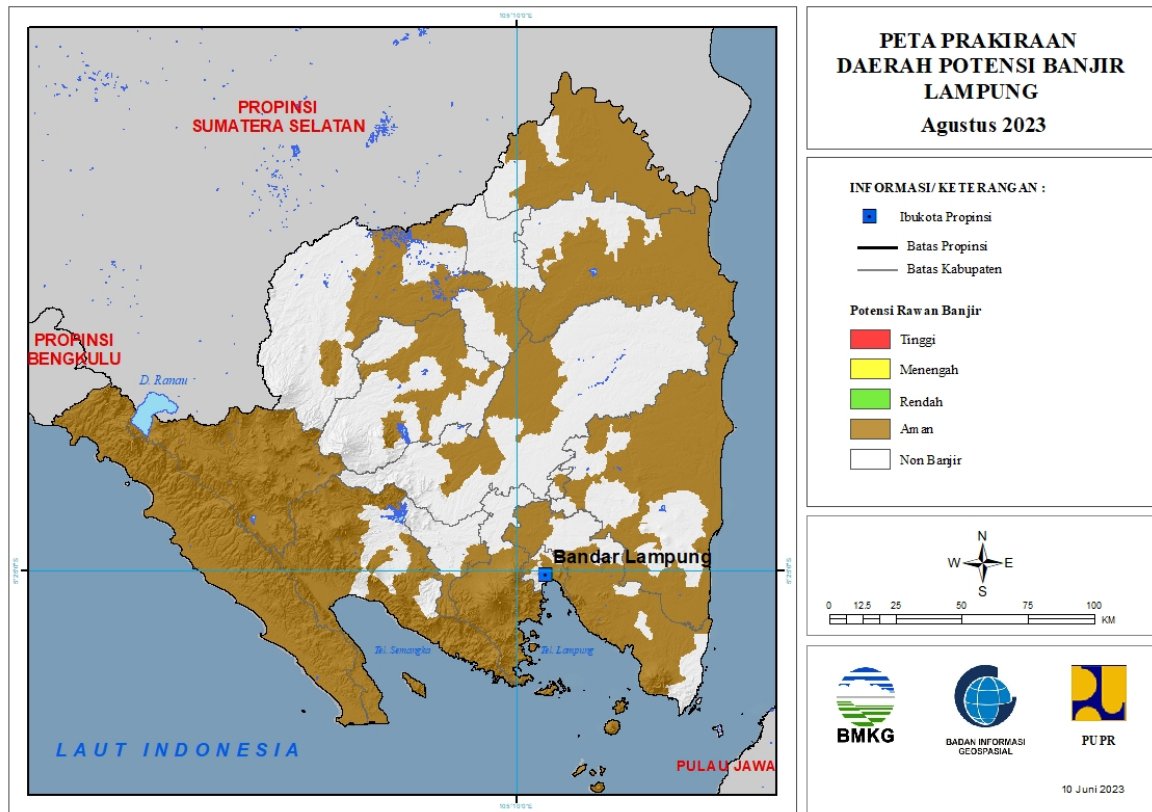 PETA PRAKIRAAN
DAERAH POTENSI BANJIR
LAMPUNG
Agustus 2023
INFORMASI/ KETERANGAN :
Ibukota Propinsi
Batas Propinsi
Batas Kabupaten
Potensi Rawan Banjir
Tinggi
Menengah
Rendah
Aman
Non Banjir
N
W E
S
0 12.5 25 50 75 100
KM
BMKG
BADAN INFORMASI
GEOSPASIAL
PUPR
10 Juni 2023
PROPINSI
SUMATERA SELATAN
PROPINSI
BENGKULU
D. Ranau
Bandar Lampung
Tel. Semangka
Tel. Lampung
LAUT INDONESIA
PULAU JAWA